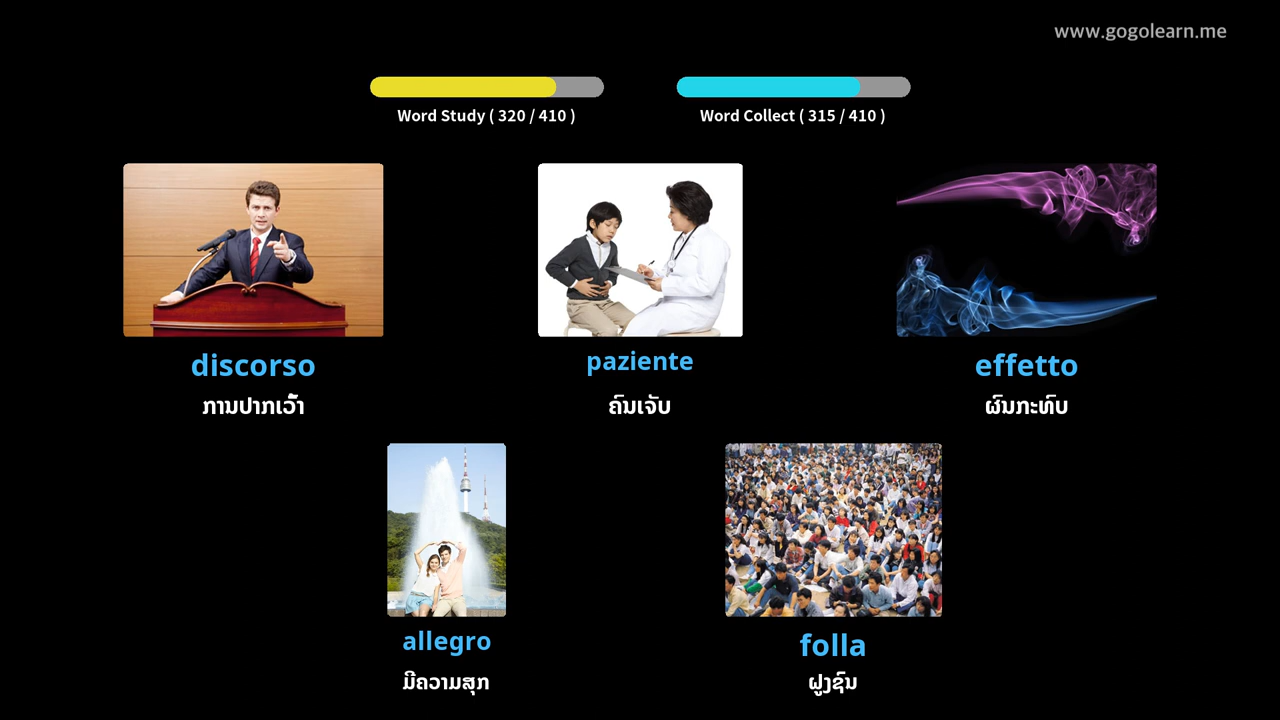 www.gogolearn.me
Word Study ( 320 / 410 )
Word Collect ( 315 / 410 )
discorso
ການປາກເວົ້າ
paziente
ຄົນເຈັບ
effetto
ຜົນກະທົບ
allegro
ມີຄວາມສຸກ
folla
ຝູງຊົນ